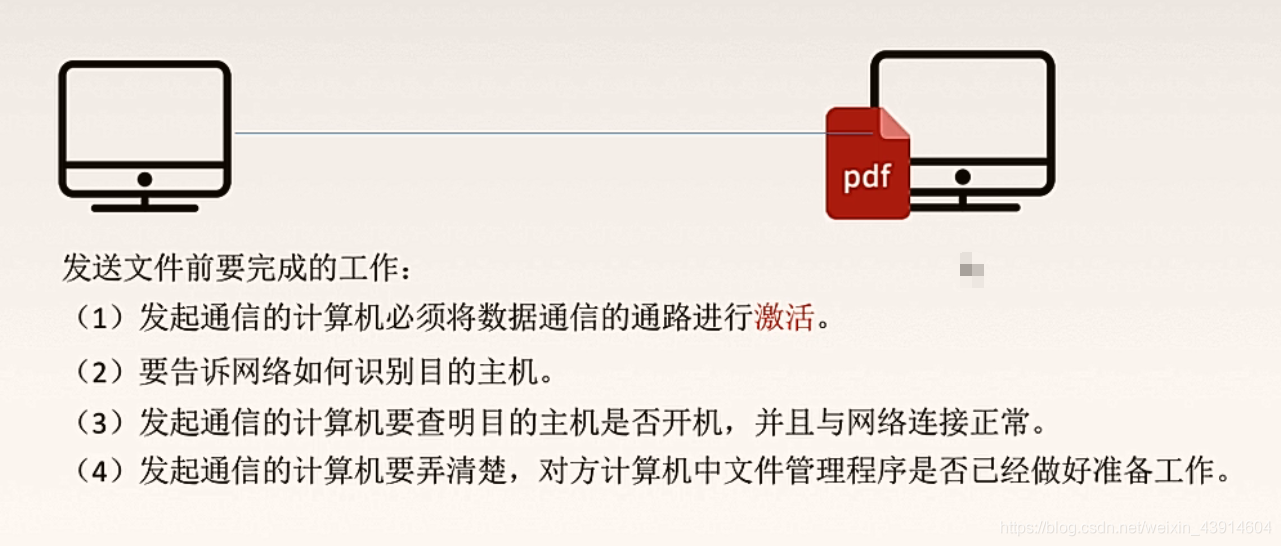 pdf
发送文件前要完成的工作：
（1）发起通信的计算机必须将数据通信的通路进行激活。
（2）要告诉网络如何识别目的主机。
（3）发起通信的计算机要查明目的主机是否开机，并且与网络连接正常。
（4）发起通信的计算机要弄清楚，对方计算机中文件管理程序是否已经做好准备工作。
https://blog.csdn.net/weixin_43914604